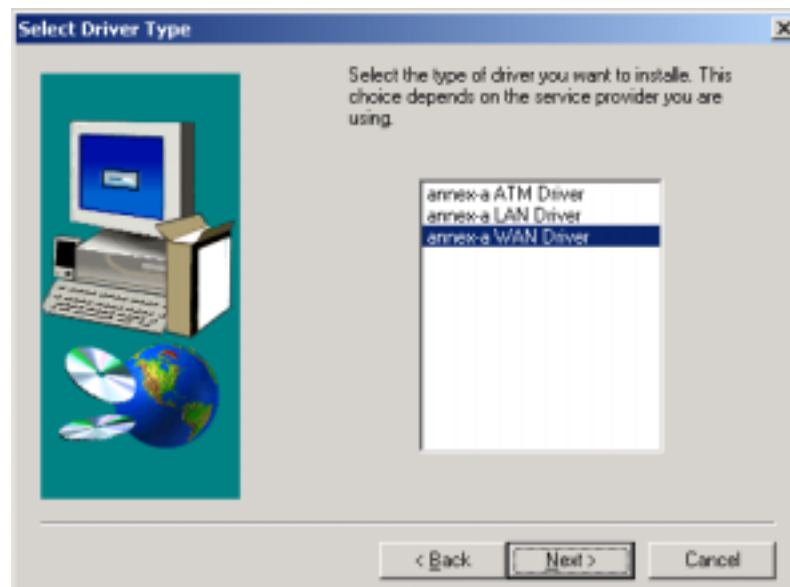 Select Driver Type
Select the type of driver you want to installe. This
choice depends on the service provider you are
using.
annex-a ATM Driver
annex-a LAN Driver
annex-a WAN Driver
< Back
Next >
Cancel